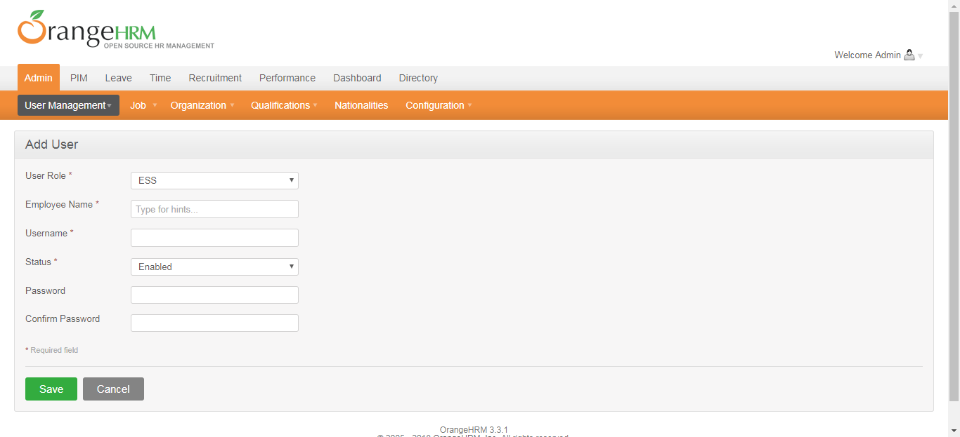 OrangeHRM
OPEN SOURCE HR MANAGEMENT
Welcome Admin
Admin PIM Leave Time Recruitment Performance Dashboard Directory
User Management Job Organization Qualifications Nationalities Configuration
Add User
User Role * ESS
Employee Name * Type for hints...
Username *
Status * Enabled
Password
Confirm Password
* Required field
Save Cancel
OrangeHRM 3.3.1